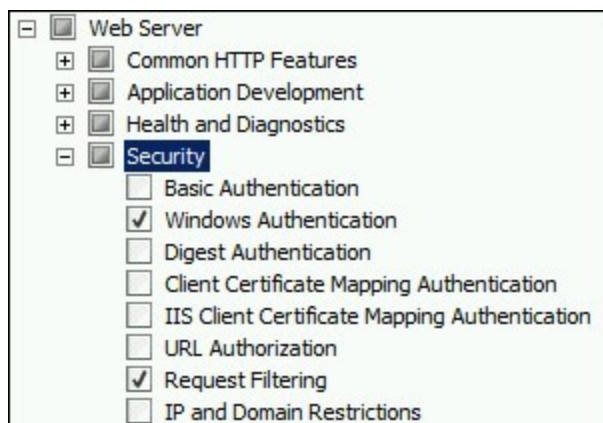 Web Server
Common HTTP Features
Application Development
Health and Diagnostics
Security
Basic Authentication
Windows Authentication
Digest Authentication
Client Certificate Mapping Authentication
IIS Client Certificate Mapping Authentication
URL Authorization
Request Filtering
IP and Domain Restrictions